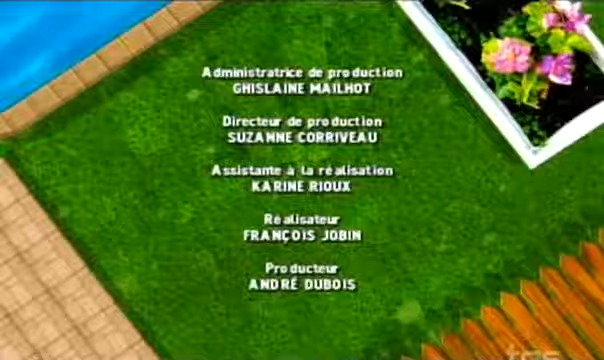 Administratrice de production
GHISLAINE MAILHOT
Directeur de production
SUZANNE CORRIVEAU
Assistante à la réalisation
KARINE RIOUX
Réalisateur
FRANÇOIS JOBIN
Producteur
ANDRÉ DUBOIS